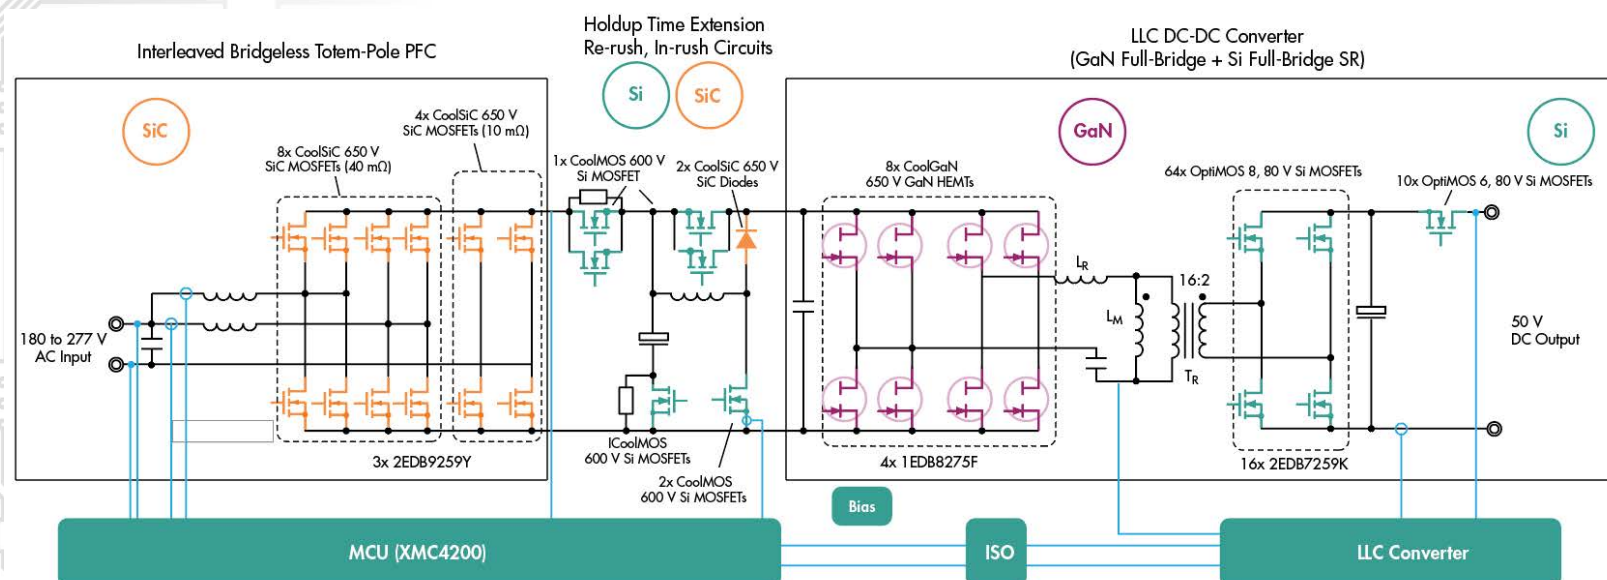 Interleaved Bridgeless Totem-Pole PFC
Holdup Time Extension
Re-rush, In-rush Circuits
LLC DC-DC Converter
(GaN Full-Bridge + Si Full-Bridge SR)
SiC
Si
SiC
GaN
Si
4x CoolSiC 650 V
SiC MOSFETs (10 mΩ)
8x CoolSiC 650 V
SiC MOSFETs (40 mΩ)
1x CoolMOS 600 V
Si MOSFET
2x CoolSiC 650 V
SiC Diodes
8x CoolGaN
650 V GaN HEMTs
64x OptiMOS 8, 80 V Si MOSFETs
10x OptiMOS 6, 80 V Si MOSFETs
180 to 277 V
AC Input
LR
LM
16:2
TR
50 V
DC Output
3x 2EDB9259Y
ICoolMOS
600 V Si MOSFETs
2x CoolMOS
600 V Si MOSFETs
4x 1EDB8275F
16x 2EDB7259K
Bias
MCU (XMC4200)
ISO
LLC Converter